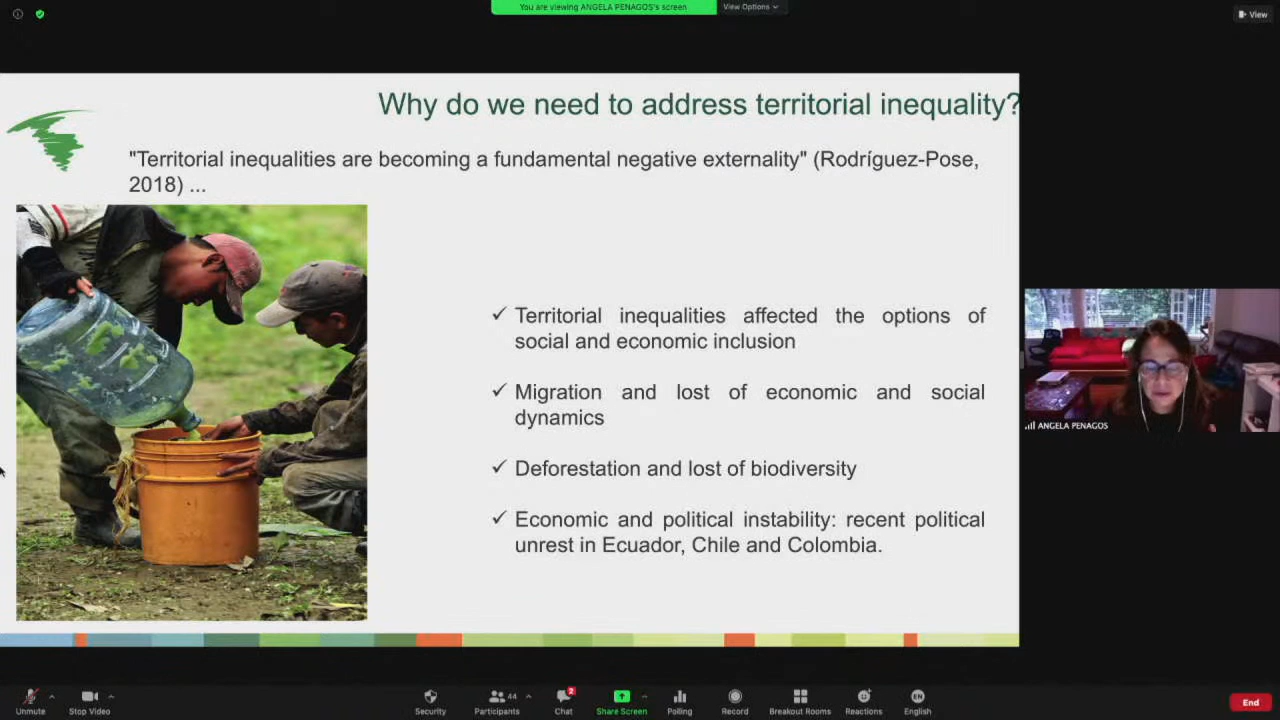 You are viewing ANGELA PENAGOS's screen
View Options
View
Why do we need to address territorial inequality?
"Territorial inequalities are becoming a fundamental negative externality" (Rodríguez-Pose,
2018) ...
✓ Territorial inequalities affected the options of
social and economic inclusion
✓ Migration and lost of economic and social
dynamics
✓ Deforestation and lost of biodiversity
✓ Economic and political instability: recent political
unrest in Ecuador, Chile and Colombia.
ANGELA PENAGOS
Unmute
Stop Video
Security
Participants
44
Chat
2
Share Screen
Polling
Record
Breakout Rooms
Reactions
EN
English
End